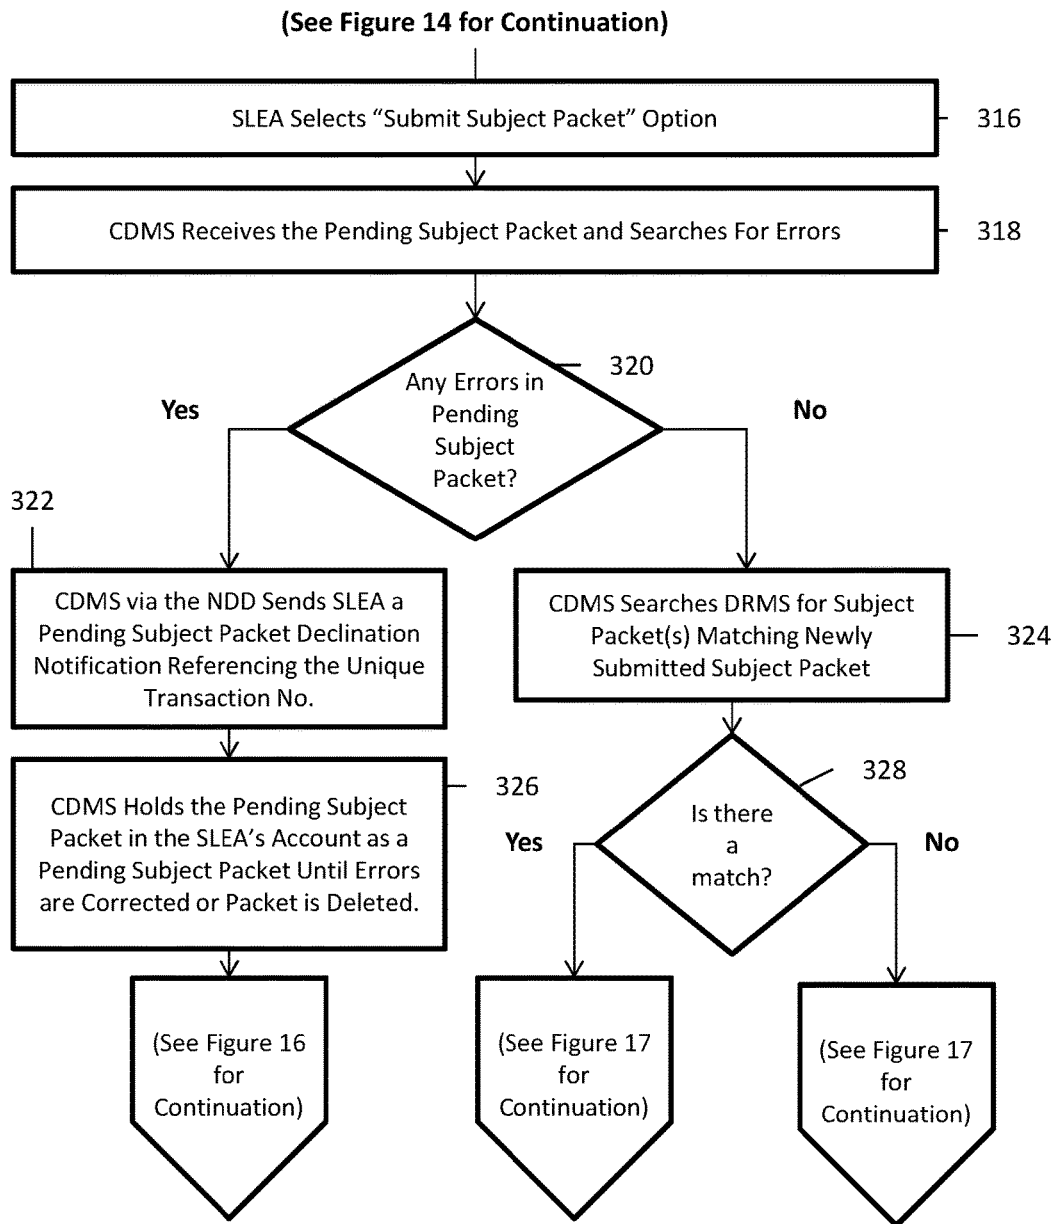 (See Figure 14 for Continuation)
SLEA Selects “Submit Subject Packet” Option
316
CDMS Receives the Pending Subject Packet and Searches For Errors
318
320
Any Errors in
Pending
Subject
Packet?
Yes
No
322
CDMS via the NDD Sends SLEA a
Pending Subject Packet Declination
Notification Referencing the Unique
Transaction No.
CDMS Searches DRMS for Subject
Packet(s) Matching Newly
Submitted Subject Packet
324
CDMS Holds the Pending Subject
Packet in the SLEA’s Account as a
Pending Subject Packet Until Errors
are Corrected or Packet is Deleted.
326
328
Is there
a
match?
Yes
No
(See Figure 16
for
Continuation)
(See Figure 17
for
Continuation)
(See Figure 17
for
Continuation)